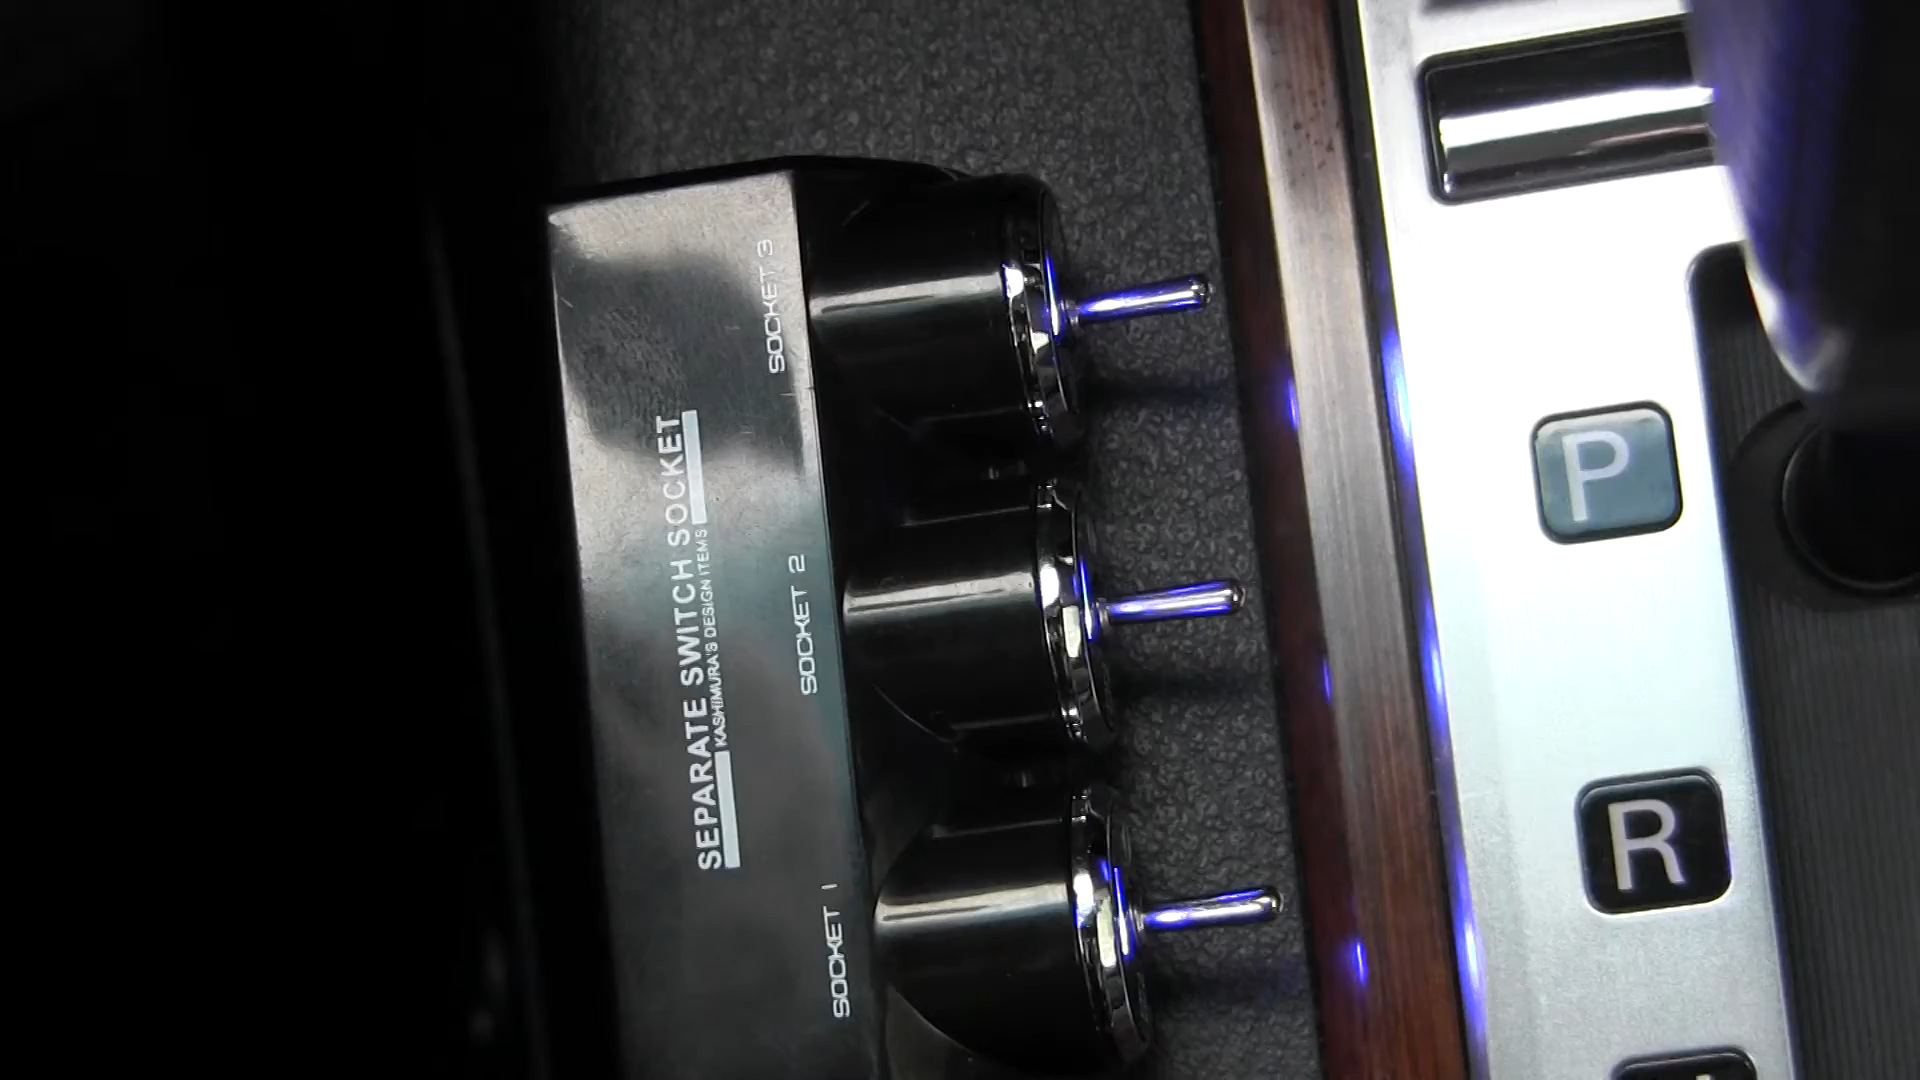 SEPARATE SWITCH SOCKET
KASHIMURA'S DESIGN ITEMS
SOCKET 1
SOCKET 2
SOCKET 3
P
R